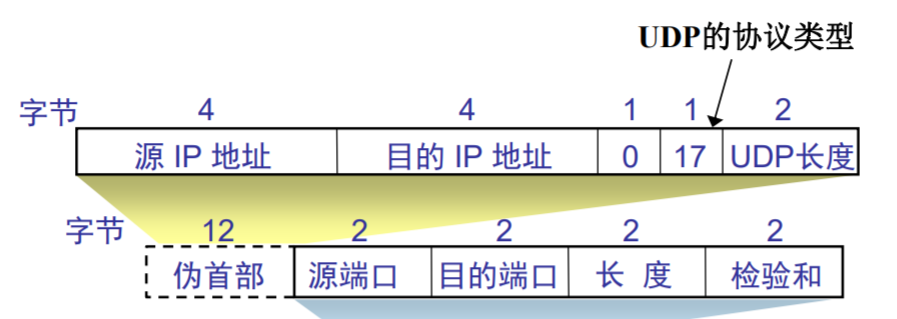 UDP的协议类型
字节 4 4 1 1 2
源 IP 地址 目的 IP 地址 0 17 UDP长度
字节 12 2 2 2 2
伪首部 源端口 目的端口 长 度 检验和